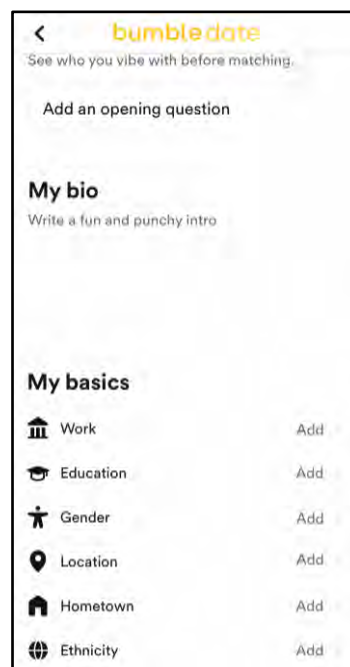 bumble date
See who you vibe with before matching.
Add an opening question
My bio
Write a fun and punchy intro
My basics
Work Add
Education Add
Gender Add
Location Add
Hometown Add
Ethnicity Add